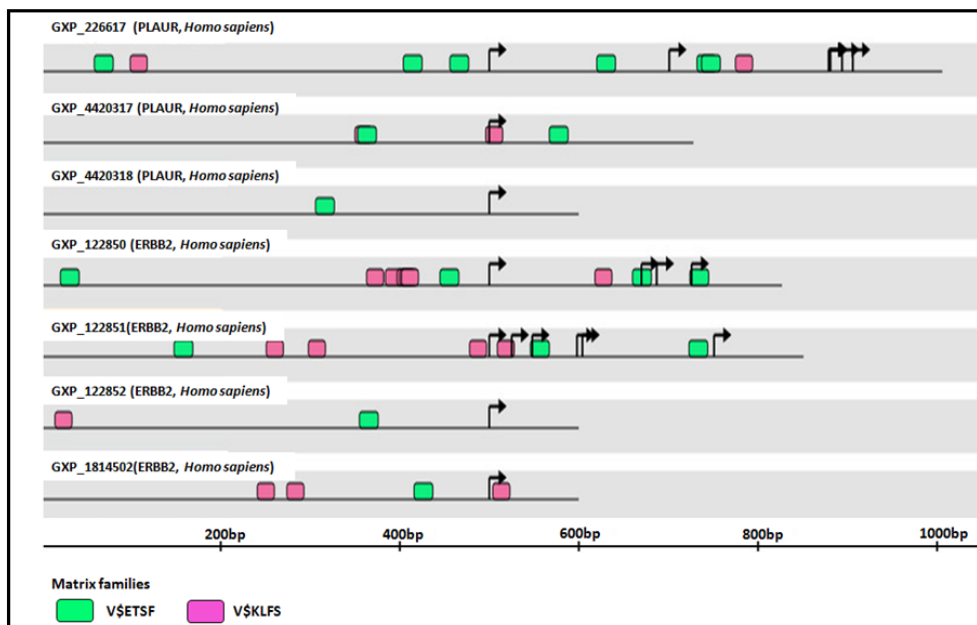 GXP_226617 (PLAUR, Homo sapiens)
GXP_4420317 (PLAUR, Homo sapiens)
GXP_4420318 (PLAUR, Homo sapiens)
GXP_122850 (ERBB2, Homo sapiens)
GXP_122851(ERBB2, Homo sapiens)
GXP_122852 (ERBB2, Homo sapiens)
GXP_1814502(ERBB2, Homo sapiens)
200bp 400bp 600bp 800bp 1000bp
Matrix families
V$ETSF V$KLFS